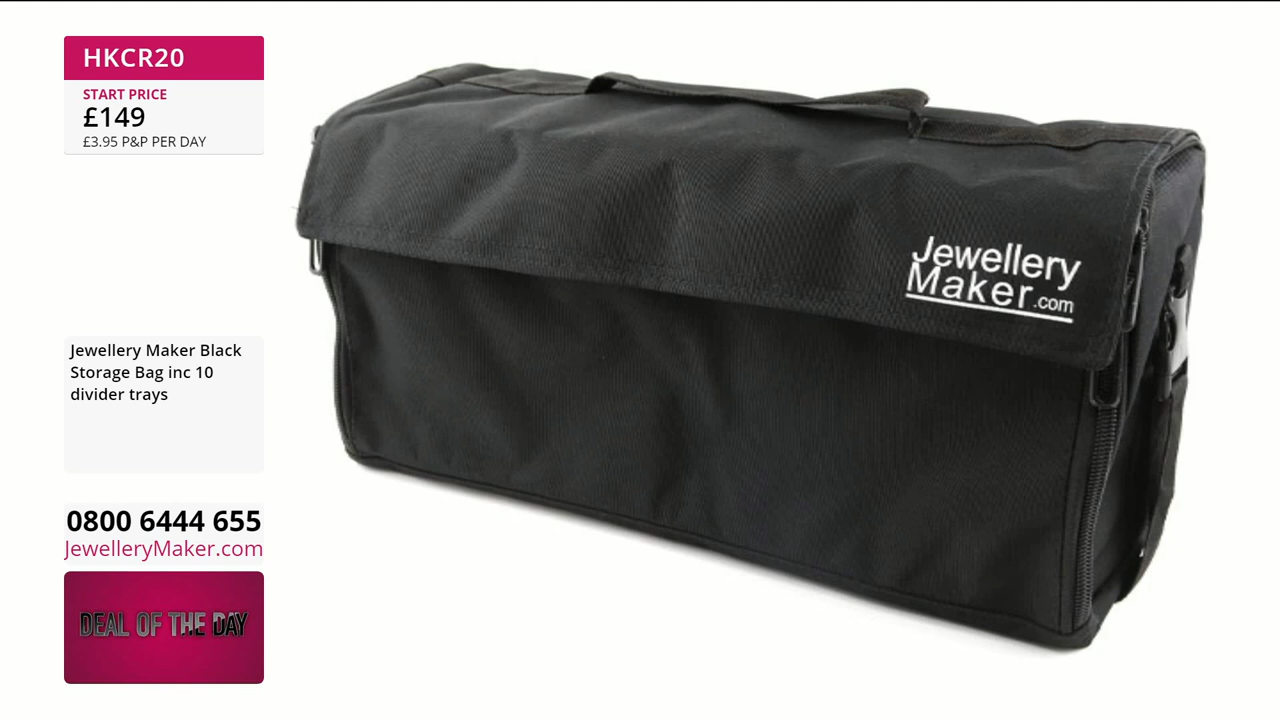 HKCR20
START PRICE
£149
£3.95 P&P PER DAY
Jewellery Maker Black
Storage Bag inc 10
divider trays
0800 6444 655
JewelleryMaker.com
DEAL OF THE DAY
Jewellery
Maker.com